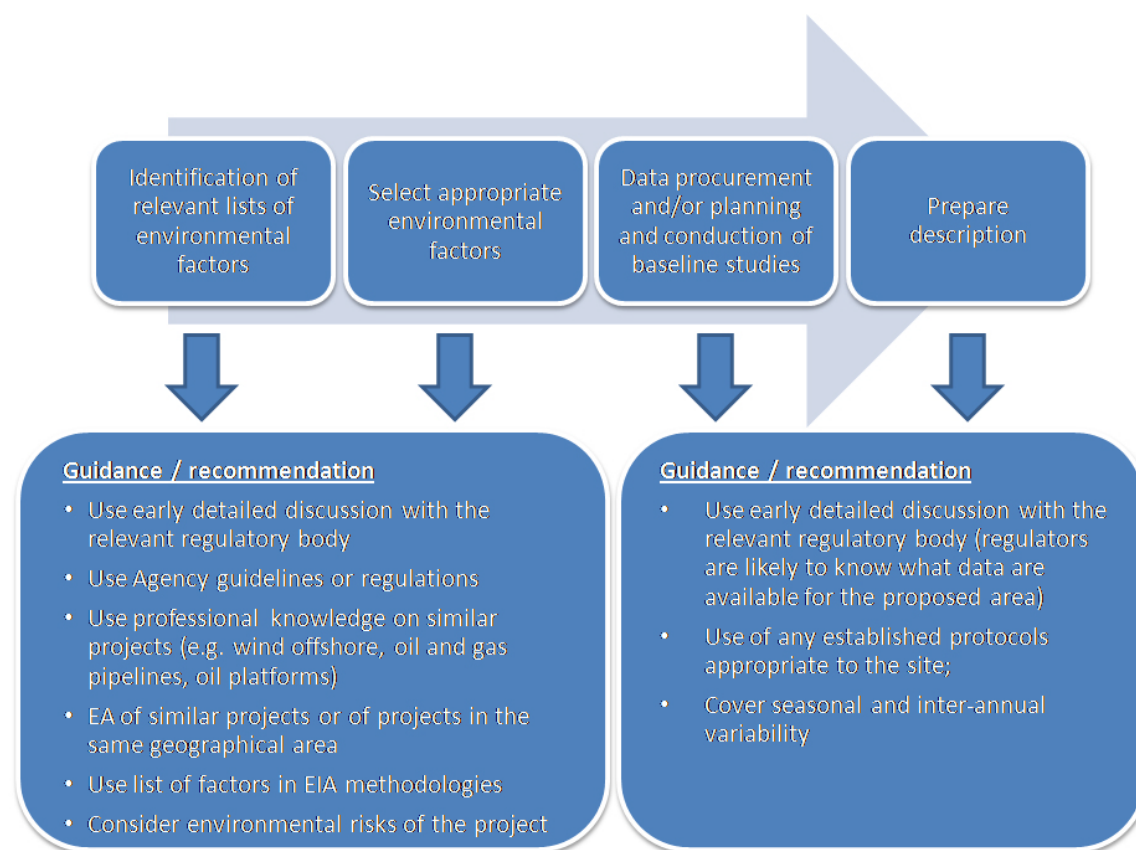 Identification of
relevant lists of
environmental
factors
Select appropriate
environmental
factors
Data procurement
and/or planning
and conduction of
baseline studies
Prepare
description
Guidance / recommendation
• Use early detailed discussion with the
relevant regulatory body
• Use Agency guidelines or regulations
• Use professional knowledge on similar
projects (e.g. wind offshore, oil and gas
pipelines, oil platforms)
• EA of similar projects or of projects in the
same geographical area
• Use list of factors in EIA methodologies
• Consider environmental risks of the project
Guidance / recommendation
• Use early detailed discussion with the
relevant regulatory body (regulators
are likely to know what data are
available for the proposed area)
• Use of any established protocols
appropriate to the site;
• Cover seasonal and inter-annual
variability